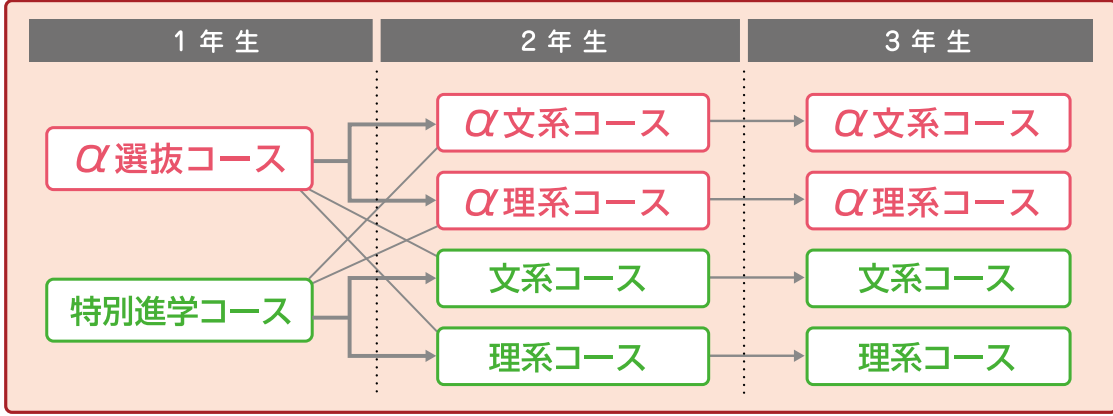 1年生
2年生
3年生
α選抜コース
特別進学コース
α文系コース
α理系コース
文系コース
理系コース
α文系コース
α理系コース
文系コース
理系コース